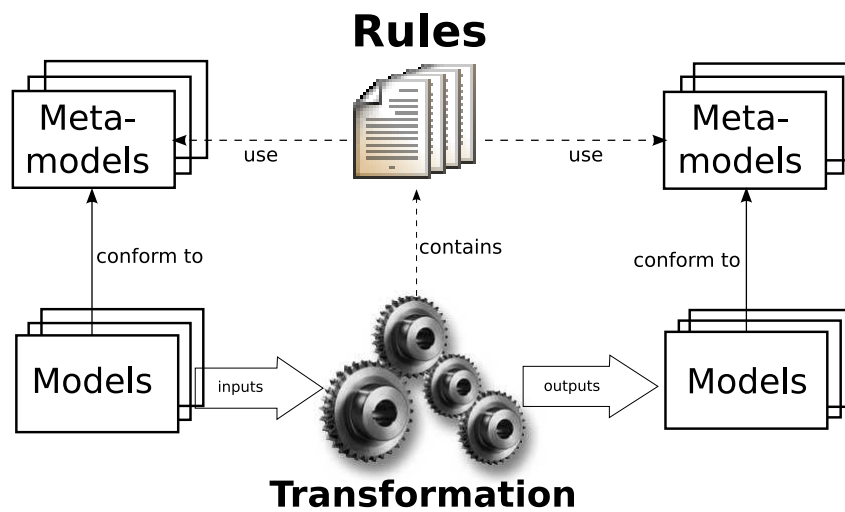 Rules
Meta-
models
Meta-
models
use
use
conform to
contains
conform to
Models
inputs
outputs
Models
Transformation